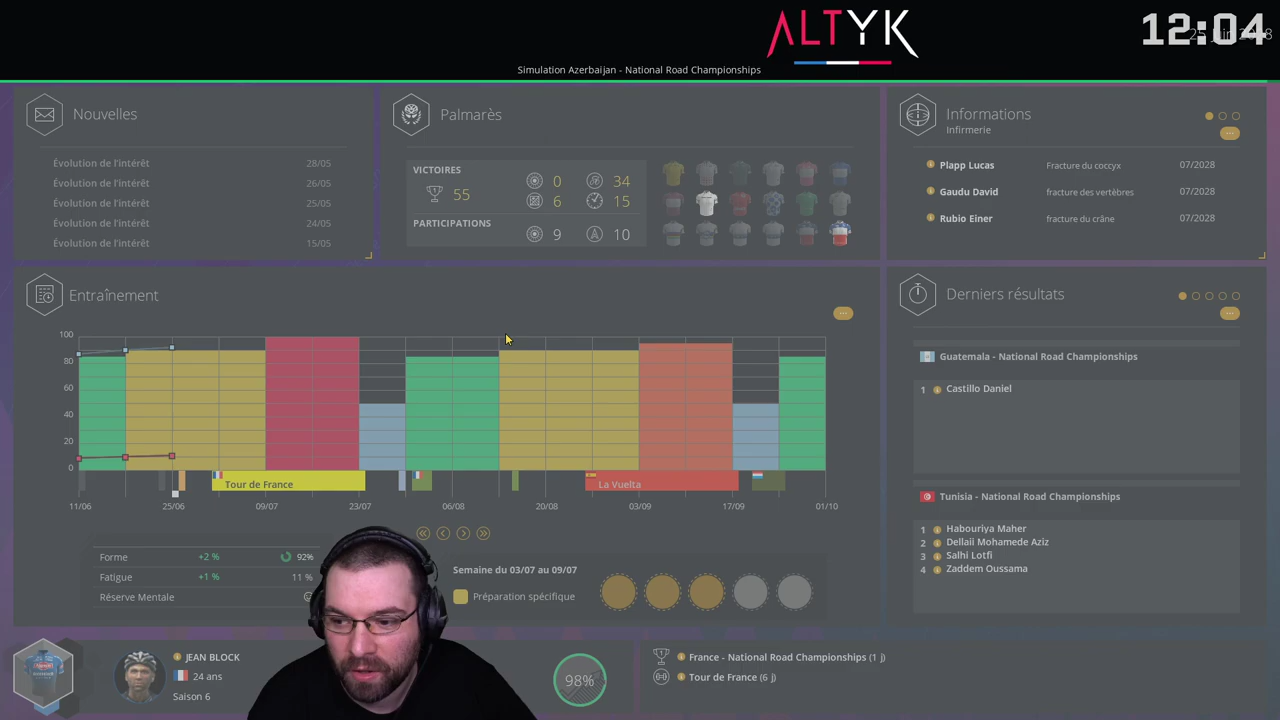 ALTYK
12:04
Simulation Azerbaijan - National Road Championships
Nouvelles
Évolution de l'intérêt 28/05
Évolution de l'intérêt 26/05
Évolution de l'intérêt 25/05
Évolution de l'intérêt 24/05
Évolution de l'intérêt 15/05
Palmarès
VICTOIRES
55
0 34
6 15
PARTICIPATIONS
9 10
Informations
Infirmerie
Plapp Lucas Fracture du coccyx 07/2028
Gaudu David fracture des vertèbres 07/2028
Rubio Einer fracture du crâne 07/2028
Entraînement
100
80
60
40
20
0
Tour de France
La Vuelta
11/06 25/06 09/07 23/07 06/08 20/08 03/09 17/09 01/10
Forme +2 % 92%
Fatigue +1 % 11 %
Réserve Mentale
Semaine du 03/07 au 09/07
Préparation spécifique
Derniers résultats
Guatemala - National Road Championships
1 Castillo Daniel
Tunisia - National Road Championships
1 Habouriya Maher
2 Dellaii Mohamede Aziz
3 Salhi Lotfi
4 Zaddem Oussama
JEAN BLOCK
24 ans
Saison 6
98%
France - National Road Championships (1 j)
Tour de France (6 j)